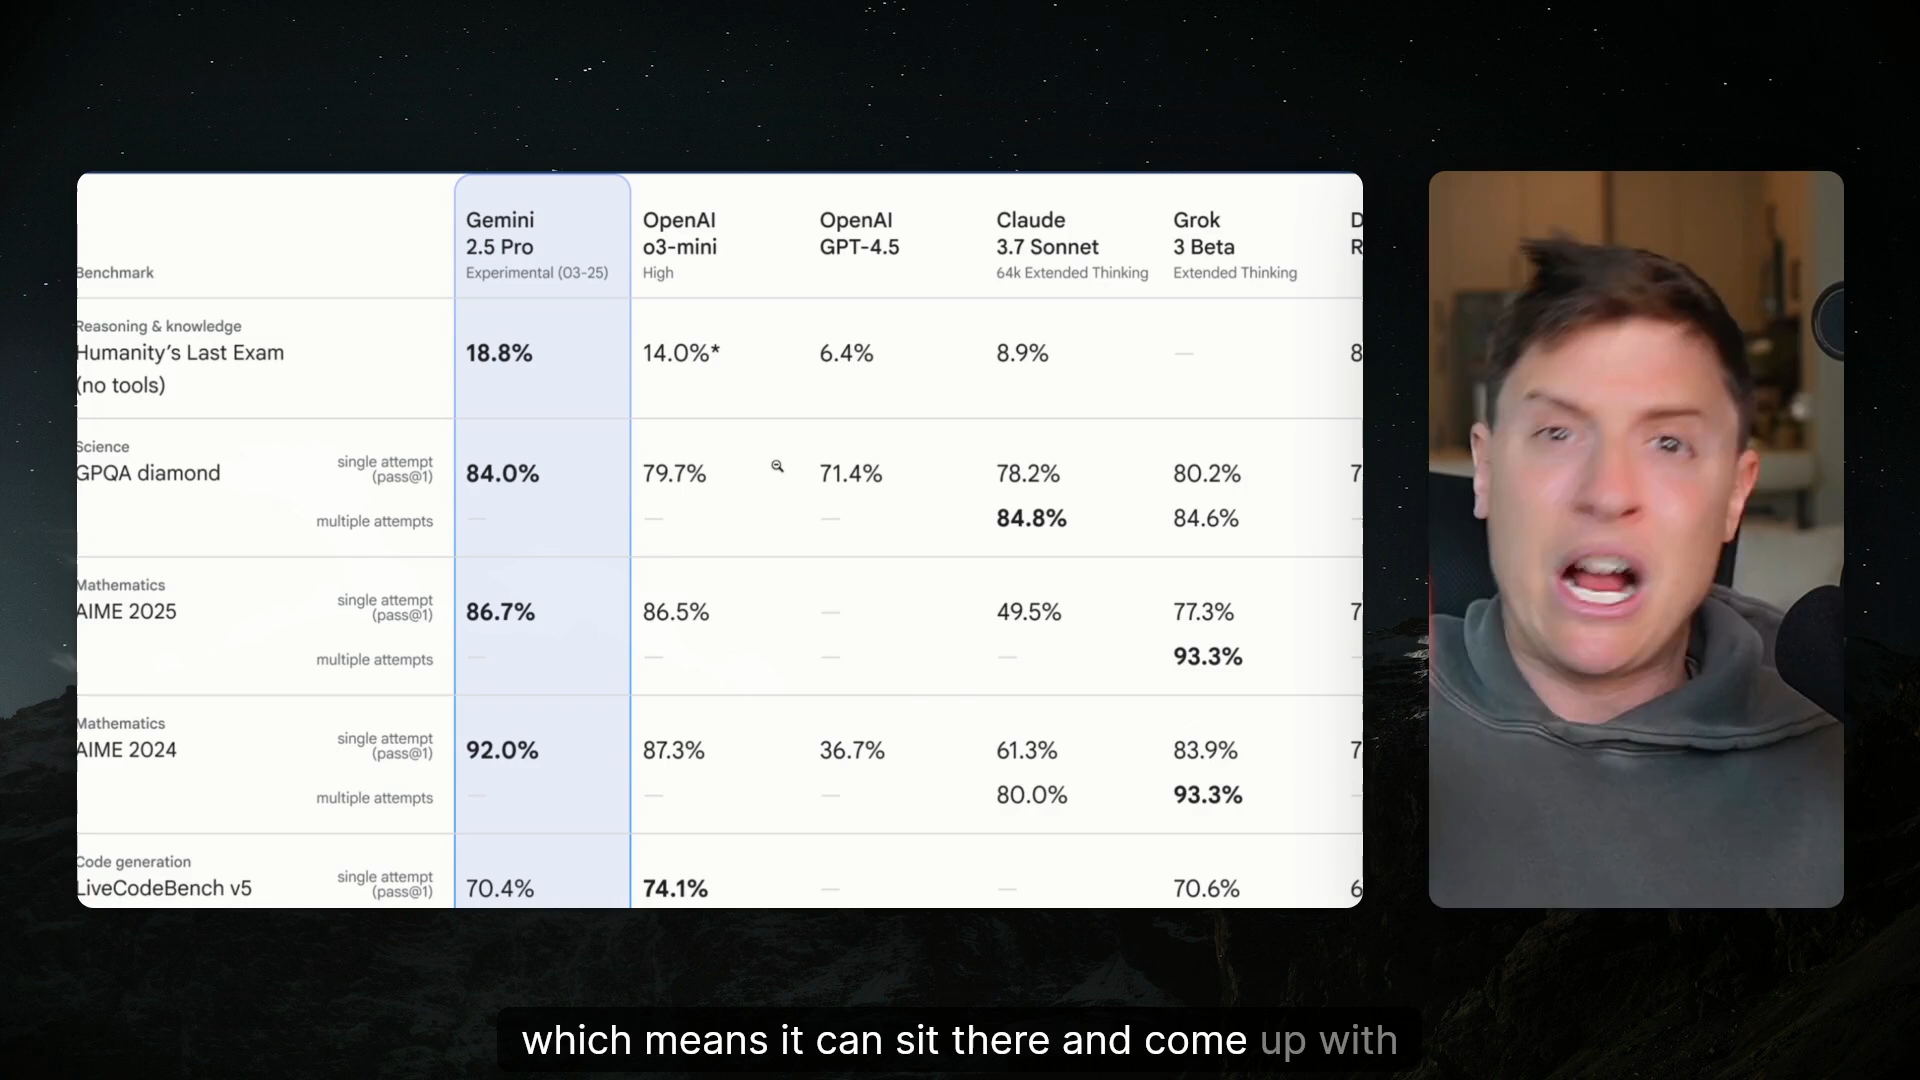 Benchmark
Gemini
2.5 Pro
Experimental (03-25)
OpenAI
o3-mini
High
OpenAI
GPT-4.5
Claude
3.7 Sonnet
64k Extended Thinking
Grok
3 Beta
Extended Thinking
D
R
Reasoning & knowledge
Humanity's Last Exam
(no tools)
18.8%
14.0%*
6.4%
8.9%
—
8
Science
GPQA diamond
single attempt
(pass@1)
84.0%
79.7%
71.4%
78.2%
80.2%
7
multiple attempts
—
—
—
84.8%
84.6%
—
Mathematics
AIME 2025
single attempt
(pass@1)
86.7%
86.5%
—
49.5%
77.3%
7
multiple attempts
—
—
—
—
93.3%
—
Mathematics
AIME 2024
single attempt
(pass@1)
92.0%
87.3%
36.7%
61.3%
83.9%
7
multiple attempts
—
—
—
80.0%
93.3%
—
Code generation
LiveCodeBench v5
single attempt
(pass@1)
70.4%
74.1%
—
—
70.6%
6
which means it can sit there and come up with